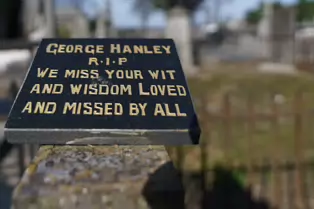 GEORGE HANLEY
R·I·P
WE MISS YOUR WIT
AND WISDOM LOVED
AND MISSED BY ALL